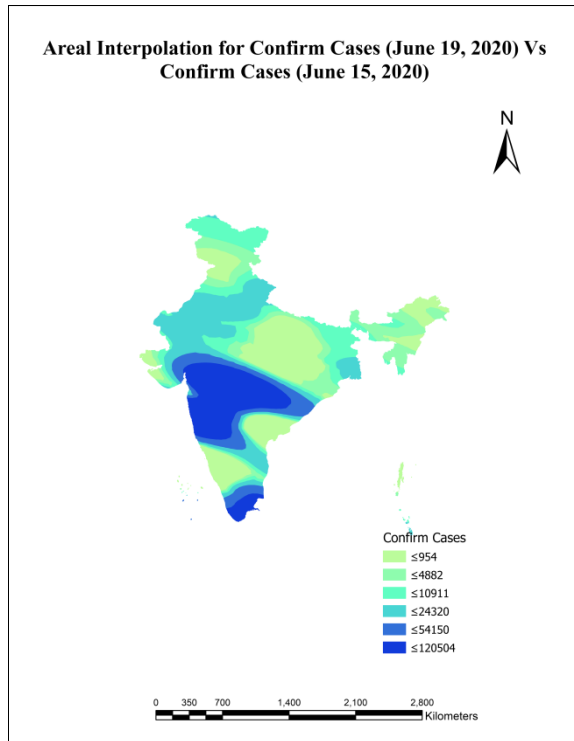 Areal Interpolation for Confirm Cases (June 19, 2020) Vs
Confirm Cases (June 15, 2020)
N
Confirm Cases
≤954
≤4882
≤10911
≤24320
≤54150
≤120504
0 350 700 1,400 2,100 2,800
Kilometers